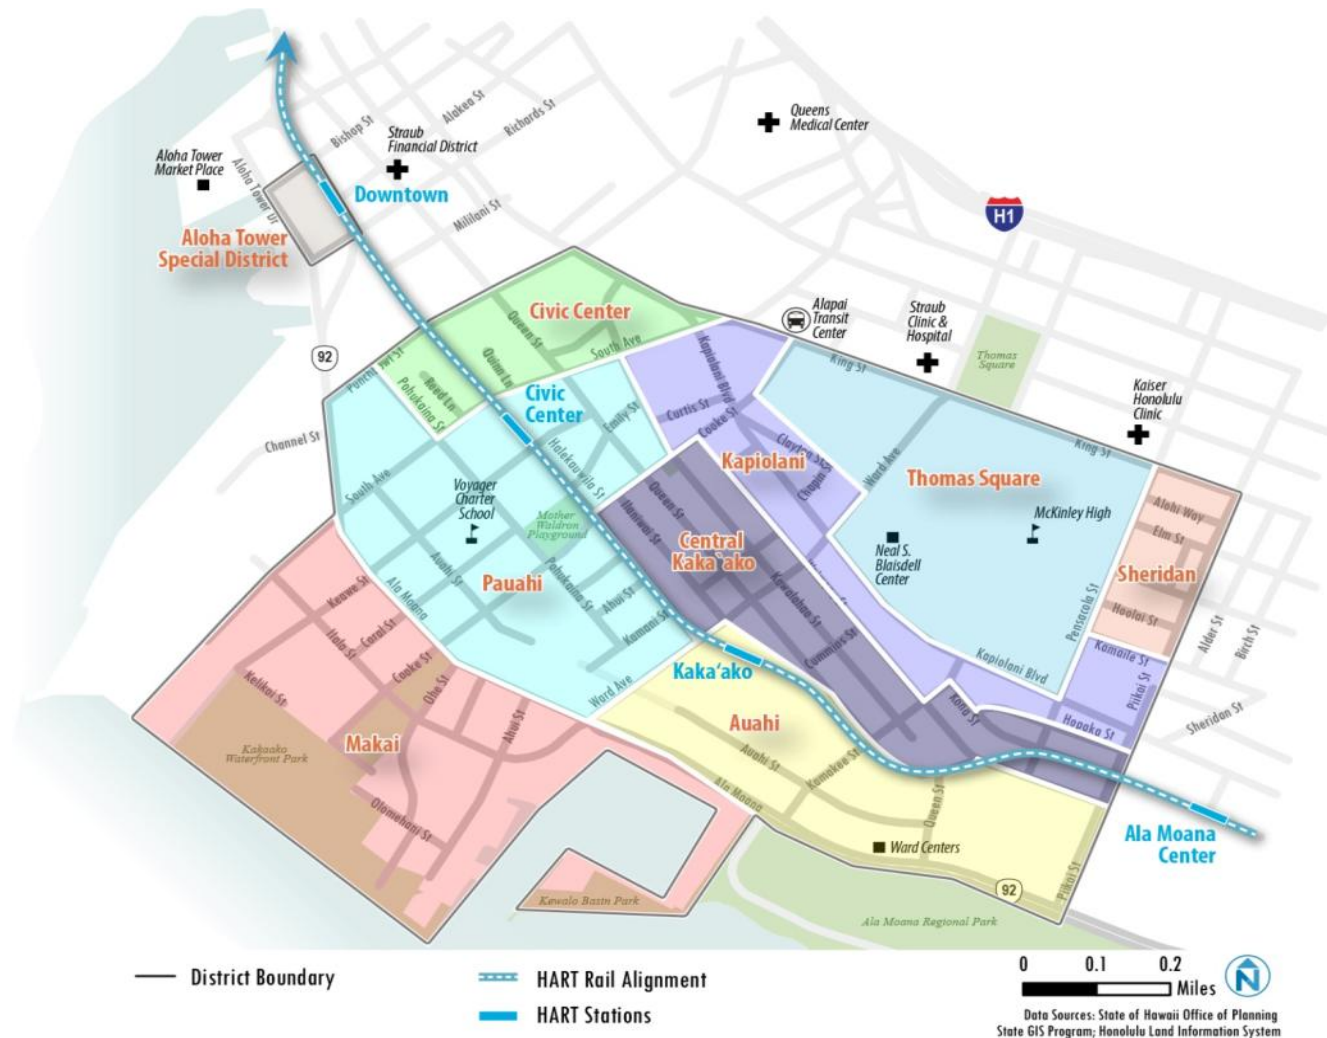 Bishop St
Alakea St
Richards St
Queens
Medical Center
Straub
Financial District
Aloha Tower
Market Place
Aloha Tower Dr
Downtown
Mililani St
H1
Aloha Tower
Special District
Civic Center
Alapai
Transit
Center
Straub
Clinic &
Hospital
Thomas
Square
92
Queen St
South Ave
Kapiolani Blvd
King St
Kaiser
Honolulu
Clinic
Reed Ln
Quinn Ln
Pohukaina St
Civic
Center
Emily St
Curtis St
Cooke St
Channel St
Halekauwila St
Kapiolani
Ward Ave
King St
Thomas Square
South Ave
Voyager
Charter
School
Mother
Waldron
Playground
Queen St
Central
Kaka`ako
McKinley High
Alohi Way
Elm St
Neal S.
Blaisdell
Center
Sheridan
Pauahi
Auahi St
Pohukaina St
Ahui St
Kamani St
Ala Moana
Keawe St
Coral St
Cooke St
Ohe St
Cummins St
Pensacola St
Hoolai St
Kamaile St
Alder St
Birch St
Kapiolani Blvd
Piikoi St
Kelikoi St
Ahui St
Ward Ave
Kaka‘ako
Kona St
Hopaka St
Sheridan St
Makai
Auahi
Kakaako
Waterfront Park
Auahi St
Kamakee St
Ala Moana
Queen St
Olomehani St
Ward Centers
Ala Moana
Center
Piikoi St
92
Kewalo Basin Park
Ala Moana Regional Park
District Boundary
HART Rail Alignment
HART Stations
0 0.1 0.2
Miles
N
Data Sources: State of Hawaii Office of Planning
State GIS Program; Honolulu Land Information System